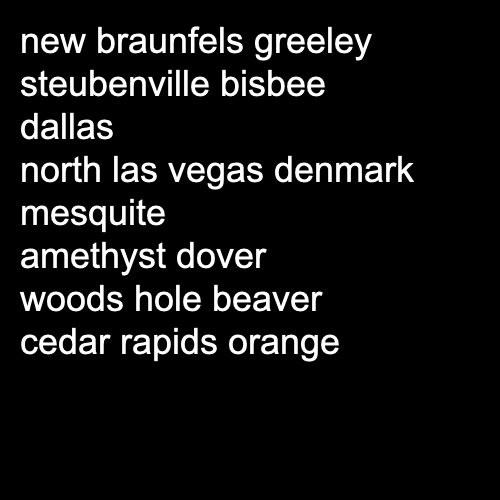 new braunfels greeley
steubenville bisbee
dallas
north las vegas denmark
mesquite
amethyst dover
woods hole beaver
cedar rapids orange